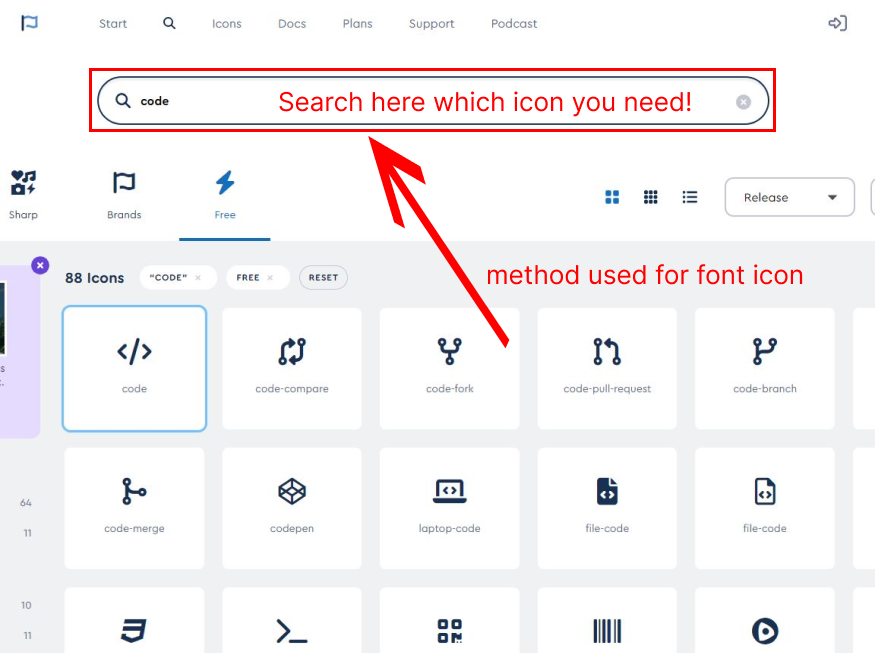 Start Icons Docs Plans Support Podcast
code
Search here which icon you need!
Sharp Brands Free
Release
method used for font icon
88 Icons "CODE" × FREE × RESET
code code-compare code-fork code-pull-request code-branch
64
11
code-merge codepen laptop-code file-code file-code
10
11